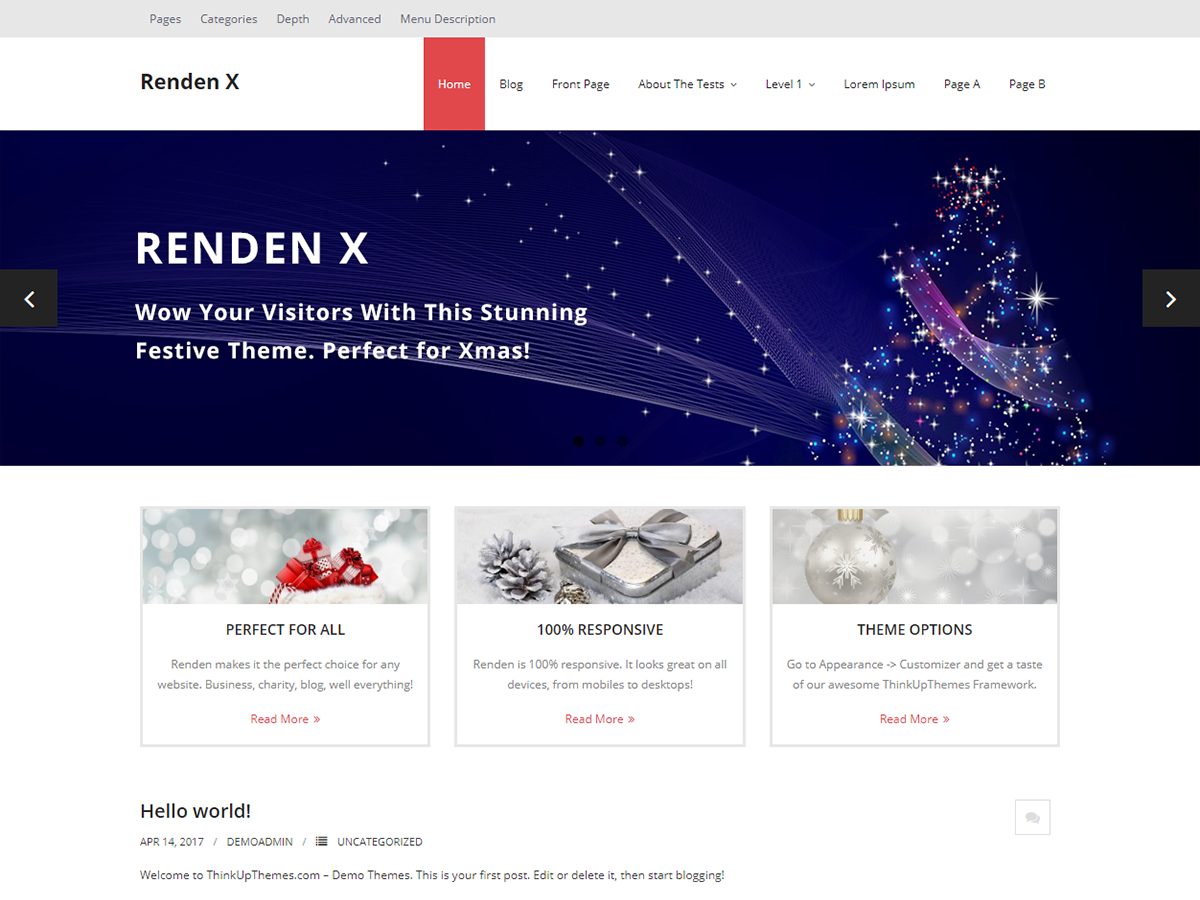 Pages Categories Depth Advanced Menu Description
Renden X
Home Blog Front Page About The Tests Level 1 Lorem Ipsum Page A Page B
RENDEN X
Wow Your Visitors With This Stunning
Festive Theme. Perfect for Xmas!
PERFECT FOR ALL
Renden makes it the perfect choice for any
website. Business, charity, blog, well everything!
Read More »
100% RESPONSIVE
Renden is 100% responsive. It looks great on all
devices, from mobiles to desktops!
Read More »
THEME OPTIONS
Go to Appearance -> Customizer and get a taste
of our awesome ThinkUpThemes Framework.
Read More »
Hello world!
APR 14, 2017 / DEMOADMIN / UNCATEGORIZED
Welcome to ThinkUpThemes.com – Demo Themes. This is your first post. Edit or delete it, then start blogging!